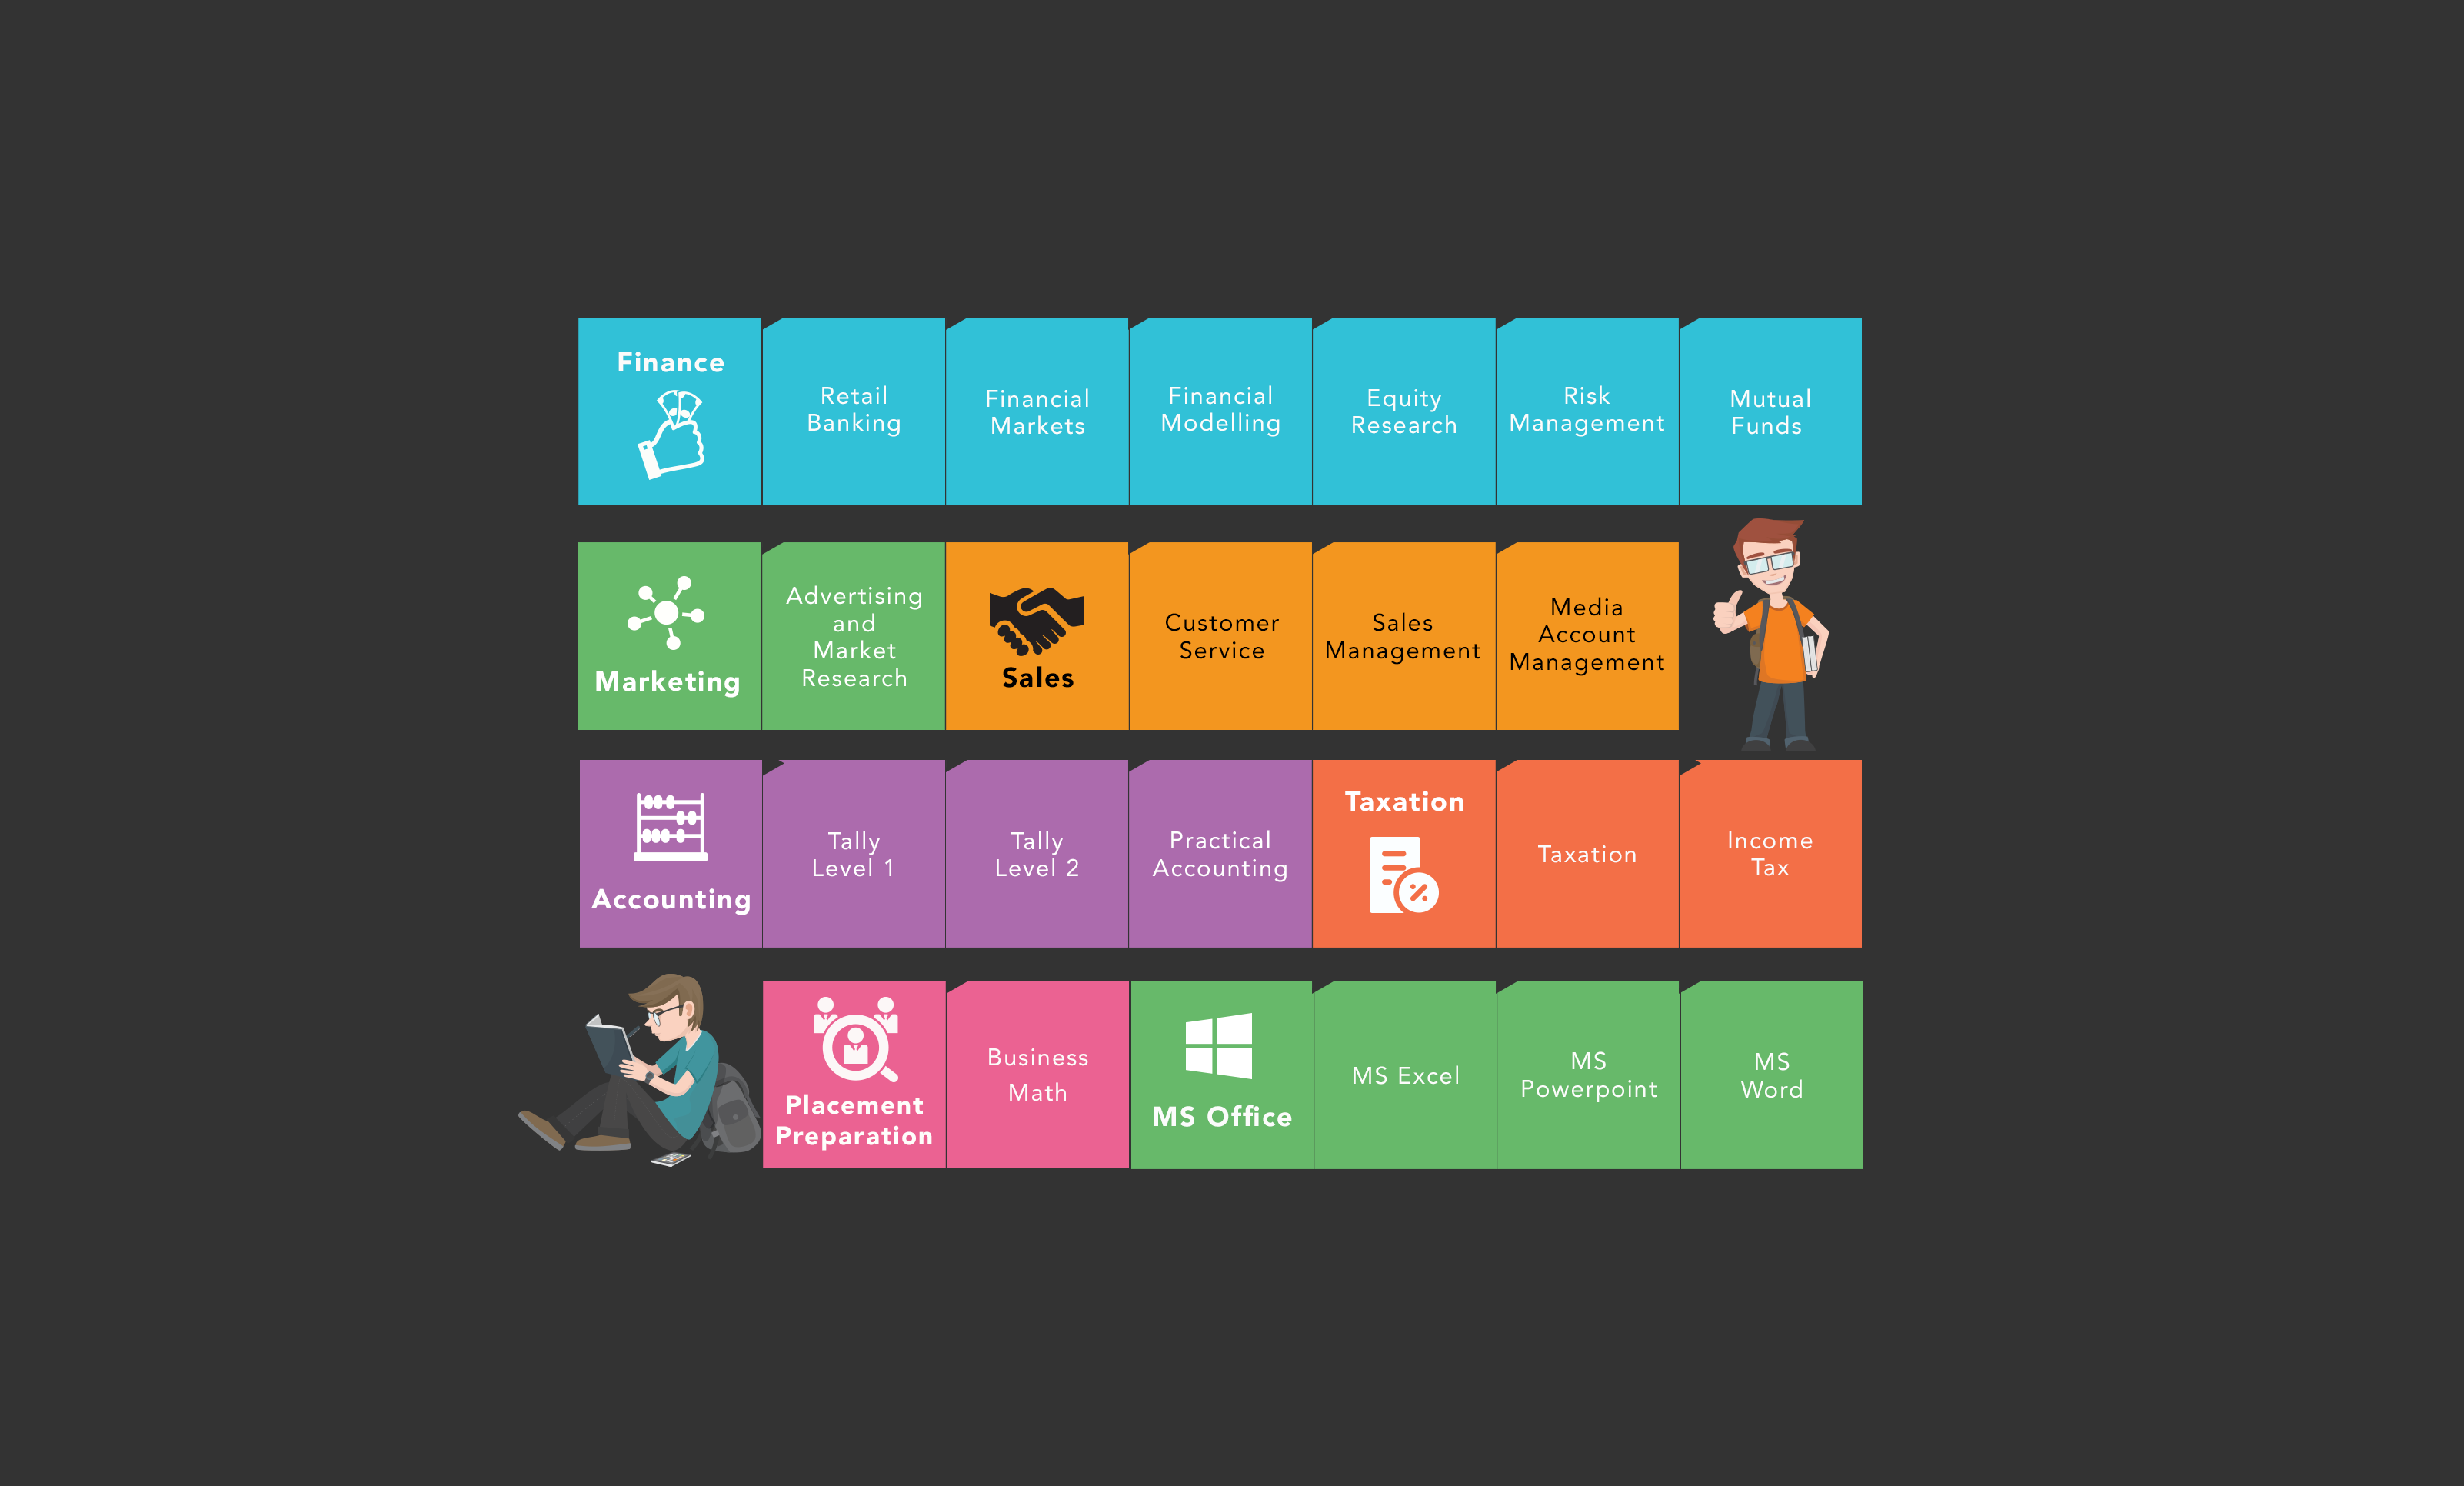 Finance
Retail
Banking
Financial
Markets
Financial
Modelling
Equity
Research
Risk
Management
Mutual
Funds
Marketing
Advertising
and
Market
Research
Sales
Customer
Service
Sales
Management
Media
Account
Management
Accounting
Tally
Level 1
Tally
Level 2
Practical
Accounting
Taxation
Taxation
Income
Tax
Placement
Preparation
Business
Math
MS Office
MS Excel
MS
Powerpoint
MS
Word